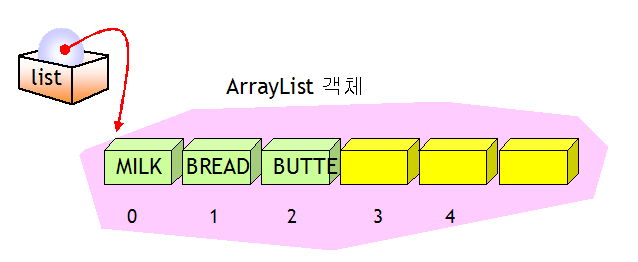 list
ArrayList 객체
MILK BREAD BUTTE
0 1 2 3 4